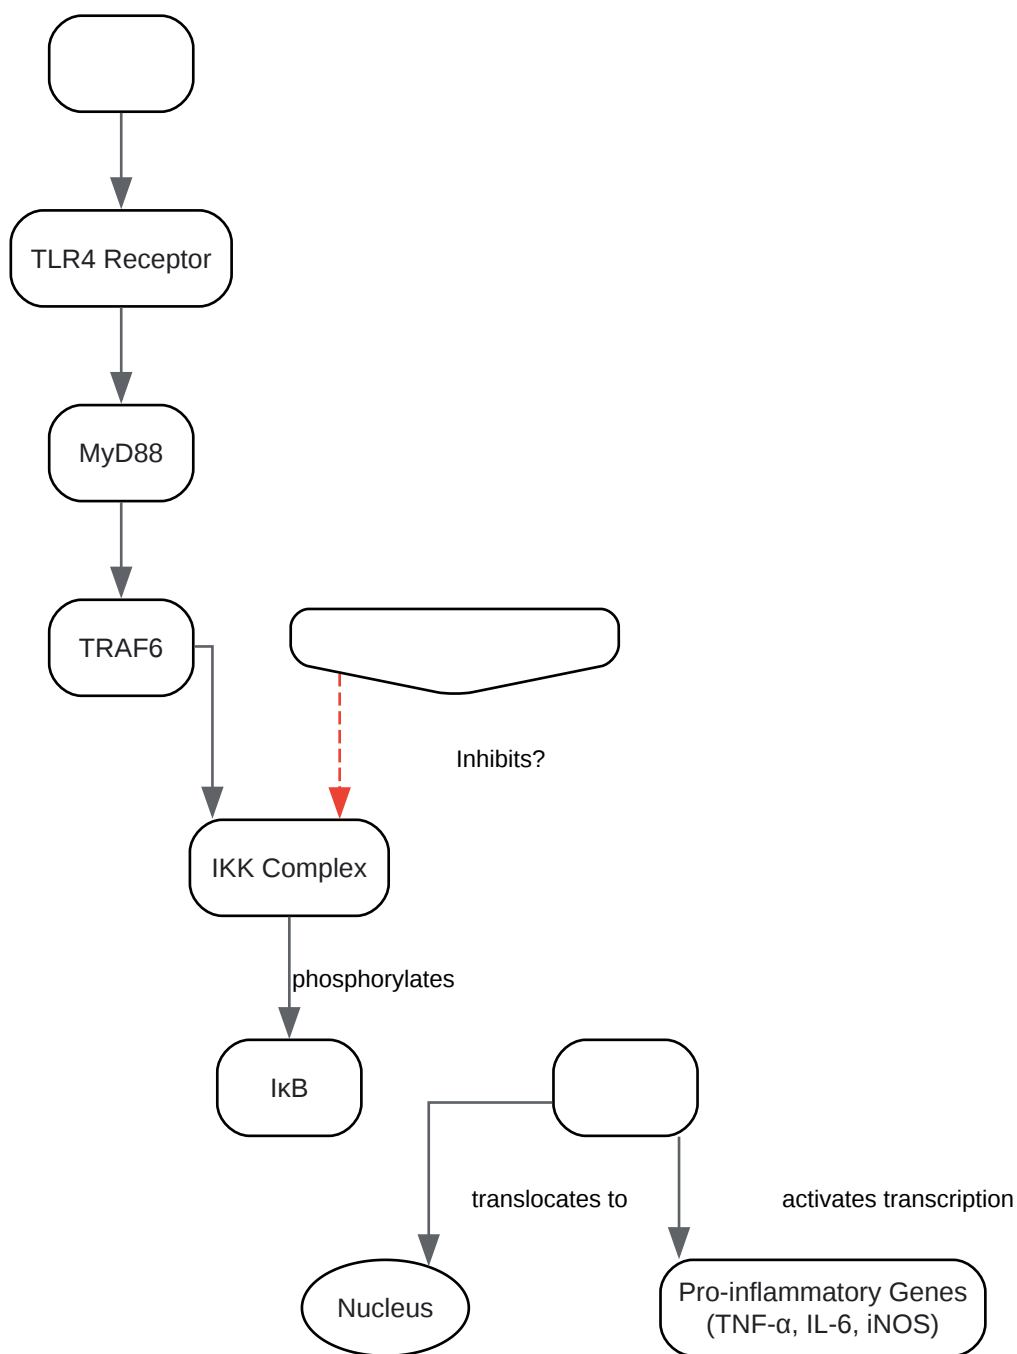 TLR4 Receptor
MyD88
TRAF6
Inhibits?
IKK Complex
phosphorylates
IκB
translocates to
activates transcription
Nucleus
Pro-inflammatory Genes
(TNF-α, IL-6, iNOS)